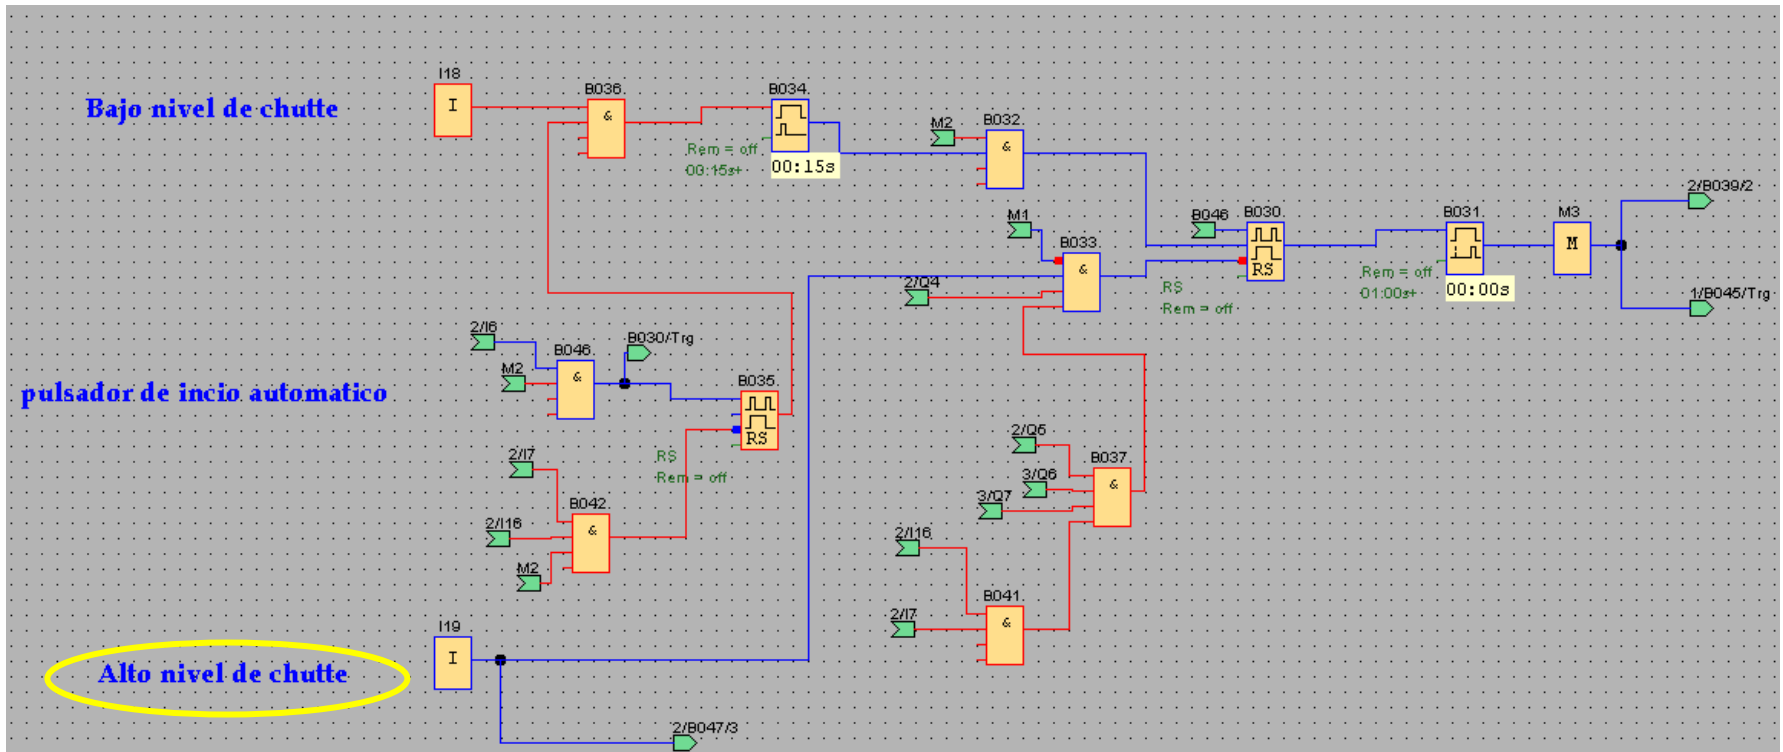 I18
Bajo nivel de chutte
I
B036.
&
B034.
Rem = off
00:15s+
00:15s
M2
B032.
&
2/B039/2
M1
B033.
&
B046
B030.
RS
RS
Rem = off
B031.
Rem = off
01:00s+
00:00s
M3
M
2/Q4
1/B045/Trg
2/I6
B046.
&
M2
B030/Trg
pulsador de incio automatico
B035.
RS
RS
Rem = off
2/I7
B042.
&
2/I16
M2
2/Q5
3/Q6
3/Q7
B037.
&
2/I16
B041.
&
2/I7
I19
I
Alto nivel de chutte
2/B047/3